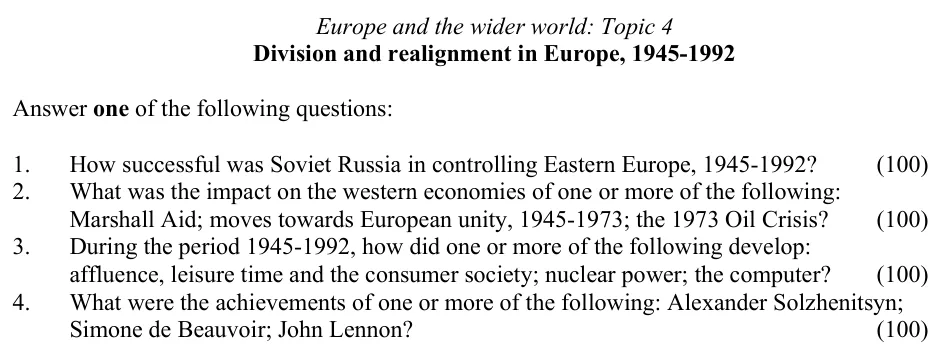 Europe and the wider world: Topic 4
Division and realignment in Europe, 1945-1992
Answer one of the following questions:
1. How successful was Soviet Russia in controlling Eastern Europe, 1945-1992? (100)
2. What was the impact on the western economies of one or more of the following:
Marshall Aid; moves towards European unity, 1945-1973; the 1973 Oil Crisis? (100)
3. During the period 1945-1992, how did one or more of the following develop:
affluence, leisure time and the consumer society; nuclear power; the computer? (100)
4. What were the achievements of one or more of the following: Alexander Solzhenitsyn;
Simone de Beauvoir; John Lennon? (100)